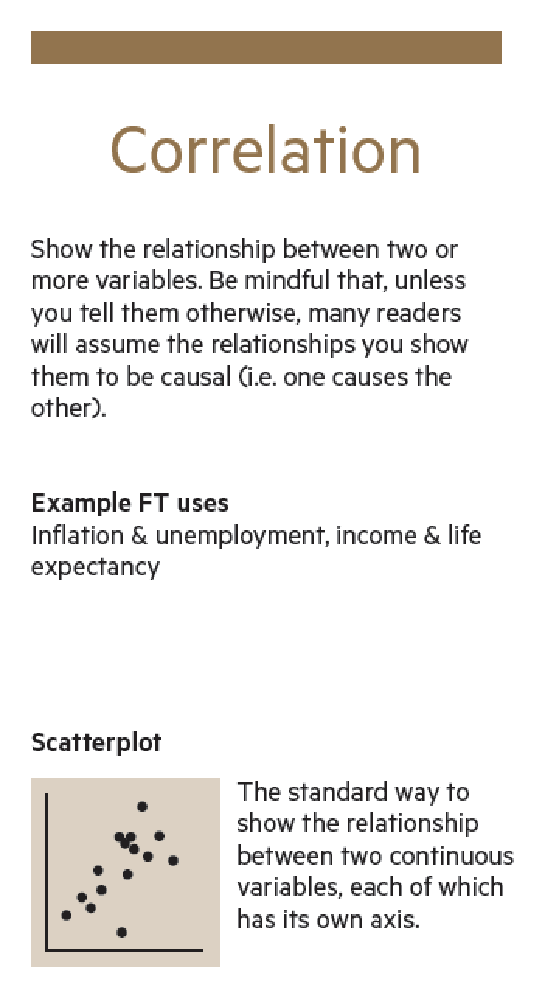 Correlation
Show the relationship between two or
more variables. Be mindful that, unless
you tell them otherwise, many readers
will assume the relationships you show
them to be causal (i.e. one causes the
other).
Example FT uses
Inflation & unemployment, income & life
expectancy
Scatterplot
The standard way to
show the relationship
between two continuous
variables, each of which
has its own axis.